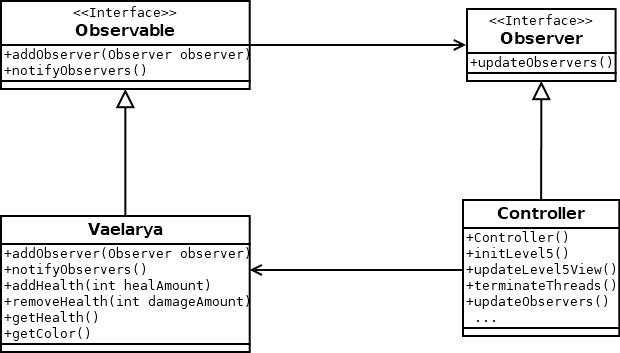 <<Interface>>
Observable
+addObserver(Observer observer)
+notifyObservers()
<<Interface>>
Observer
+updateObservers()
Vaelarya
+addObserver(Observer observer)
+notifyObservers()
+addHealth(int healAmount)
+removeHealth(int damageAmount)
+getHealth()
+getColor()
Controller
+Controller()
+initLevel5()
+updateLevel5View()
+terminateThreads()
+updateObservers()
...